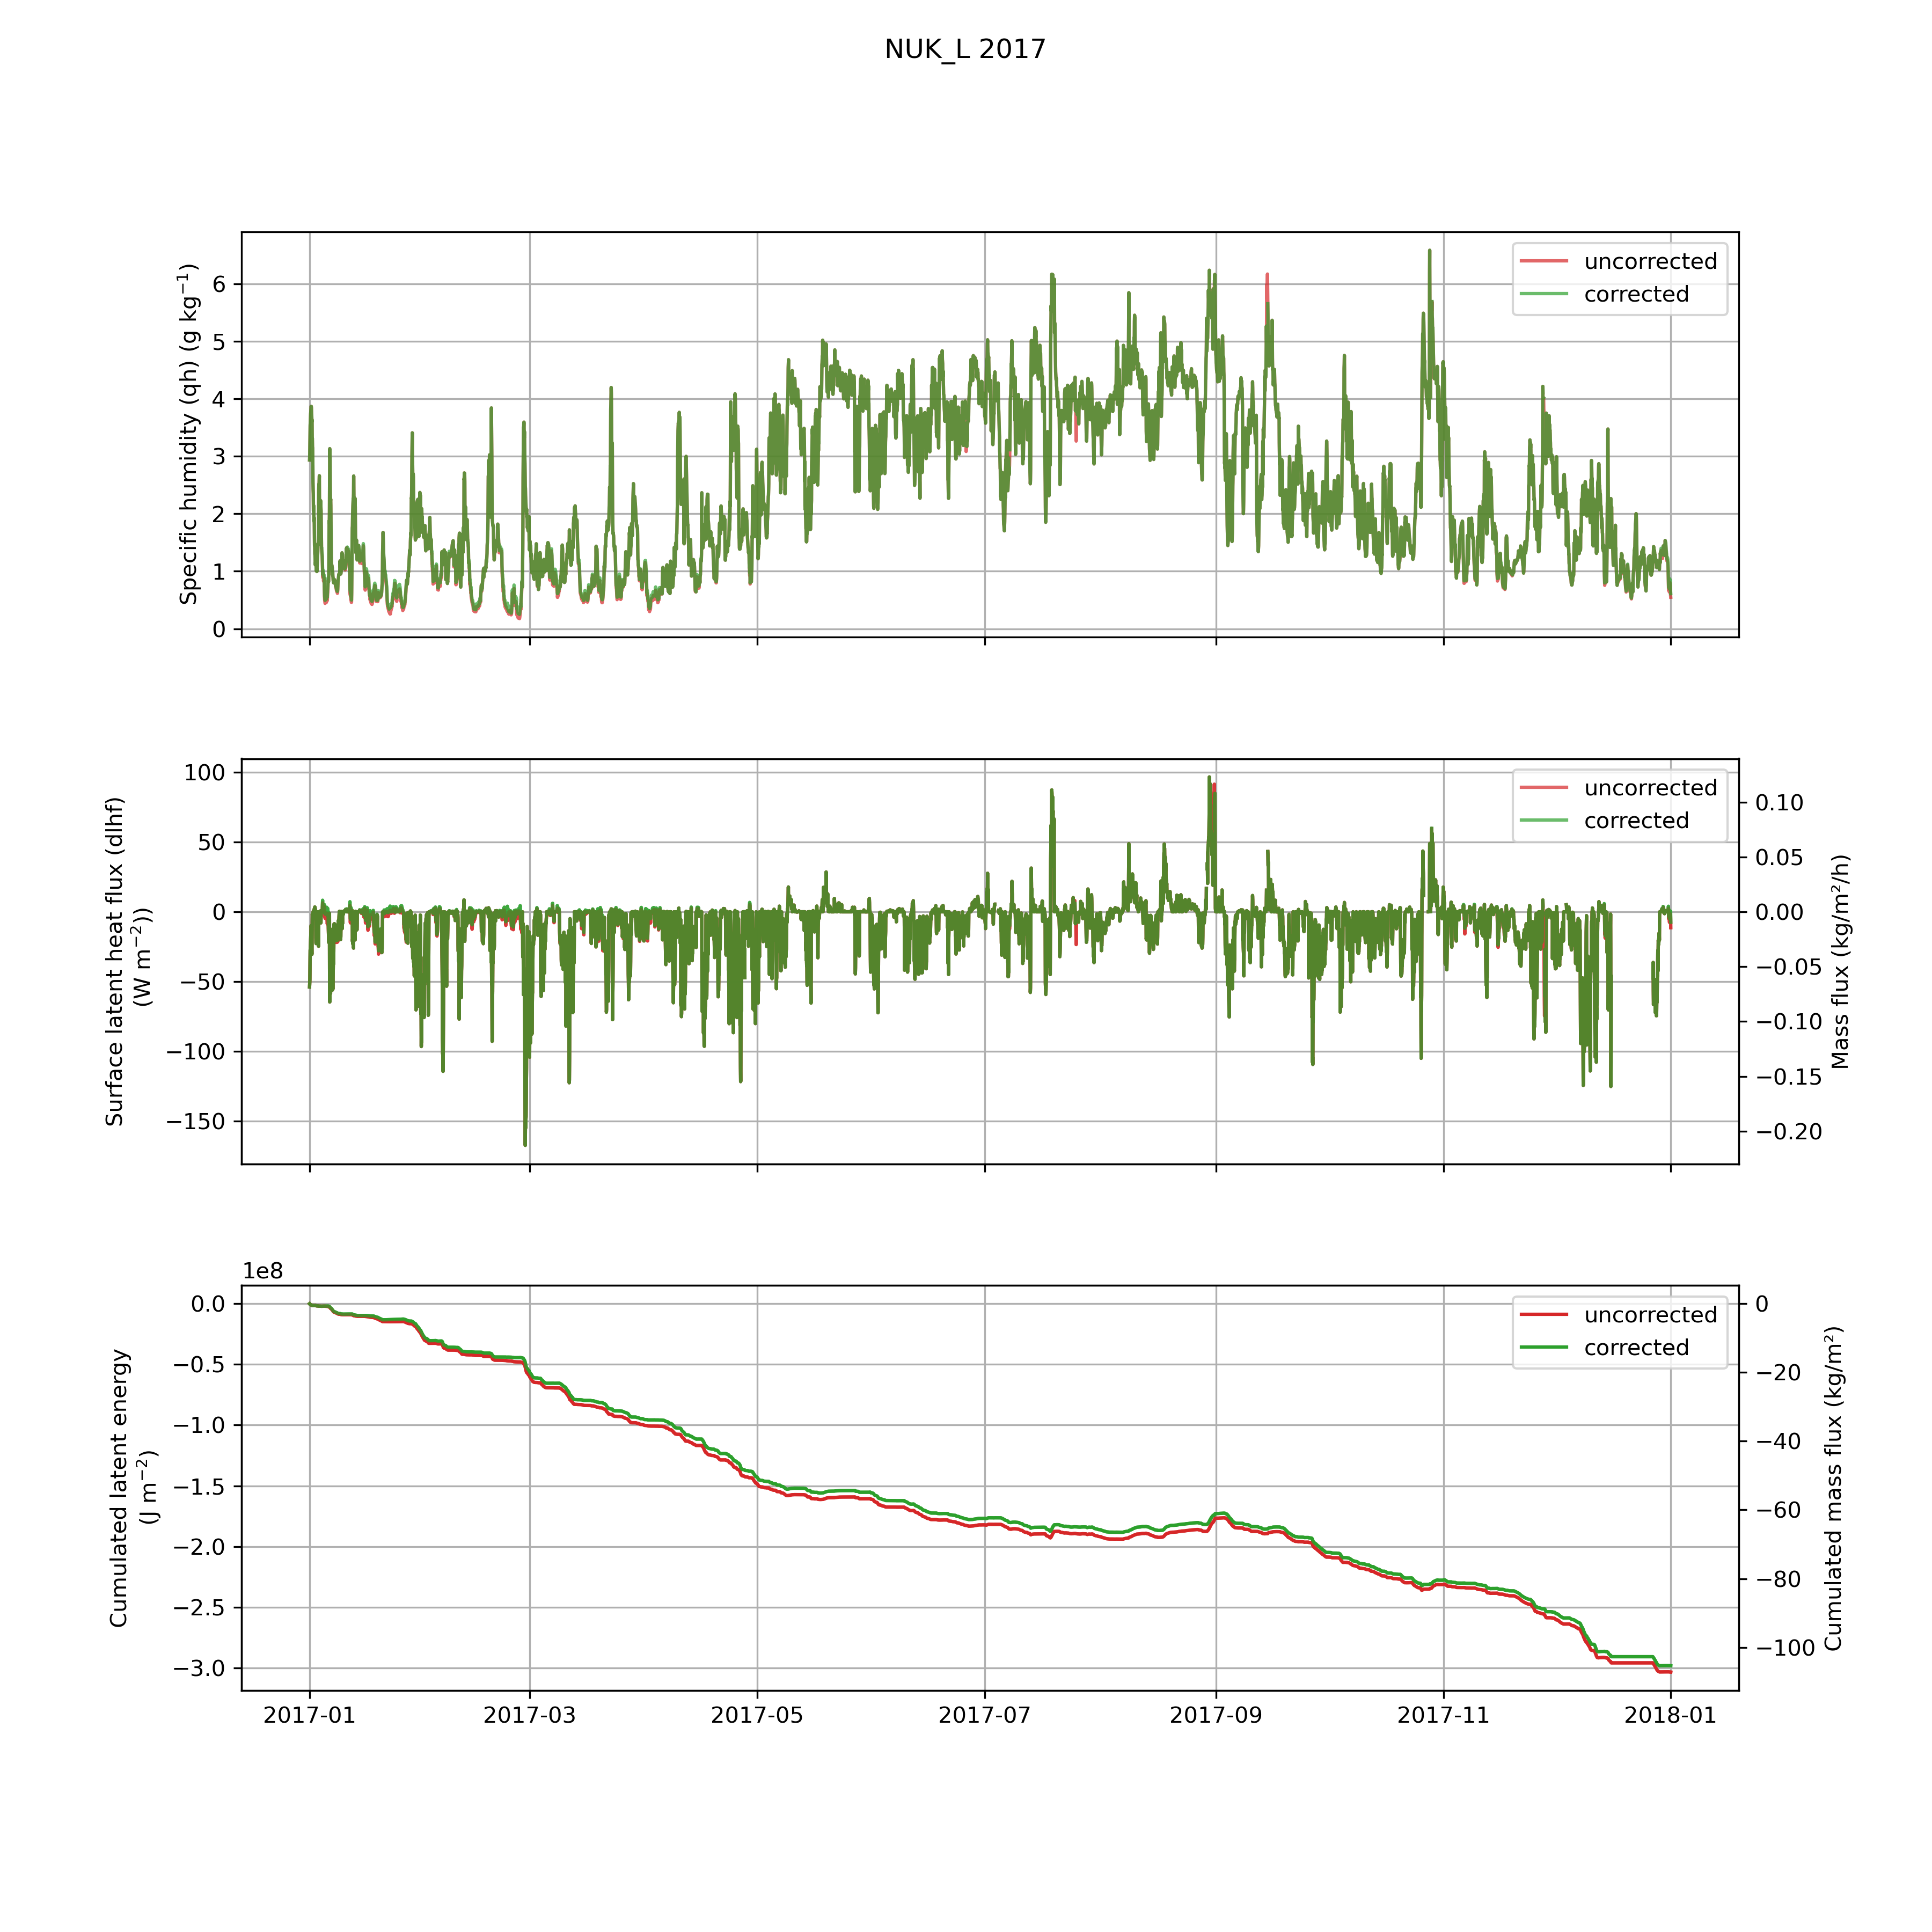 NUK_L 2017
Specific humidity (qh) (g kg⁻¹)
6
5
4
3
2
1
0
uncorrected
corrected
Surface latent heat flux (dlhf)
(W m⁻²))
100
50
0
−50
−100
−150
uncorrected
corrected
0.10
0.05
0.00
−0.05
−0.10
−0.15
−0.20
Mass flux (kg/m²/h)
1e8
Cumulated latent energy
(J m⁻²)
0.0
−0.5
−1.0
−1.5
−2.0
−2.5
−3.0
uncorrected
corrected
0
−20
−40
−60
−80
−100
Cumulated mass flux (kg/m²)
2017-01 2017-03 2017-05 2017-07 2017-09 2017-11 2018-01